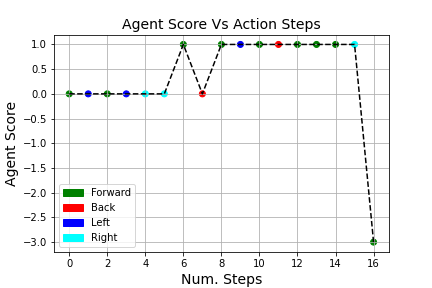 Agent Score Vs Action Steps
Agent Score
1.0
0.5
0.0
−0.5
−1.0
−1.5
−2.0
−2.5
−3.0
Forward
Back
Left
Right
0 2 4 6 8 10 12 14 16
Num. Steps